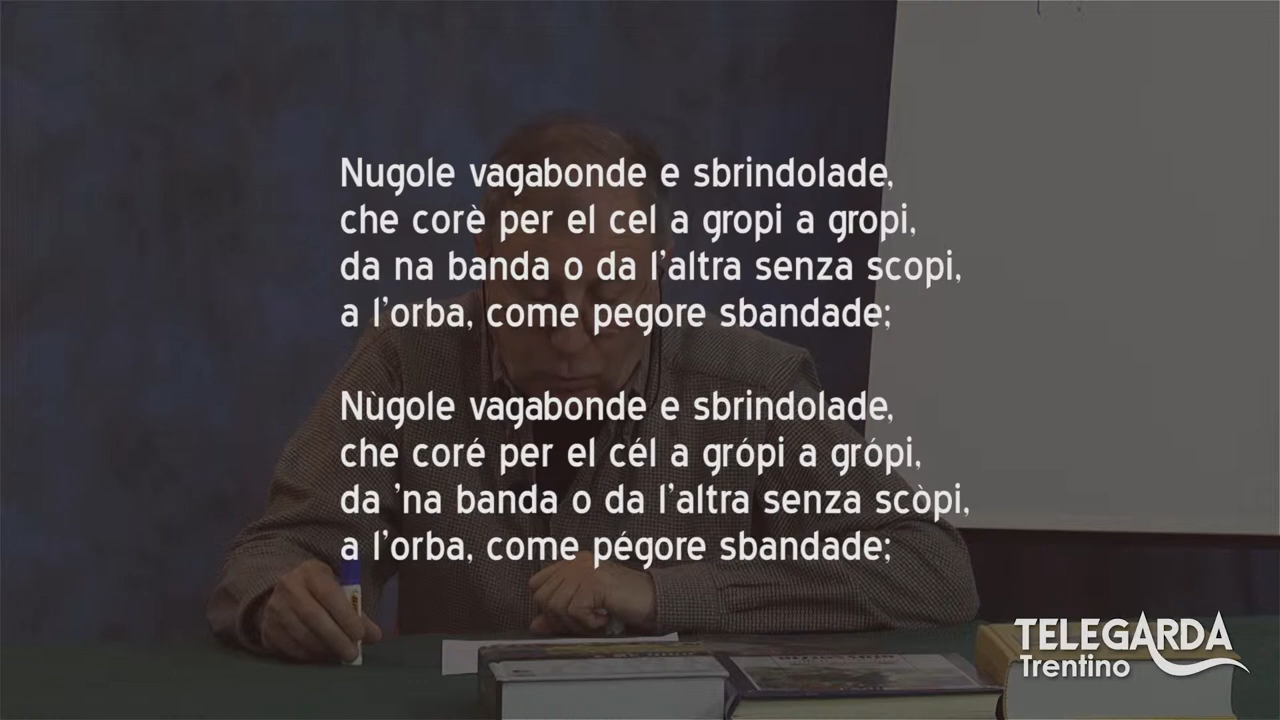 Nugole vagabonde e sbrindolade,
che corè per el cel a gropi a gropi,
da na banda o da l'altra senza scopi,
a l'orba, come pegore sbandade;
Nùgole vagabonde e sbrindolade,
che coré per el cél a grópi a grópi,
da 'na banda o da l'altra senza scòpi,
a l'orba, come pégore sbandade;
TELEGARDA
Trentino